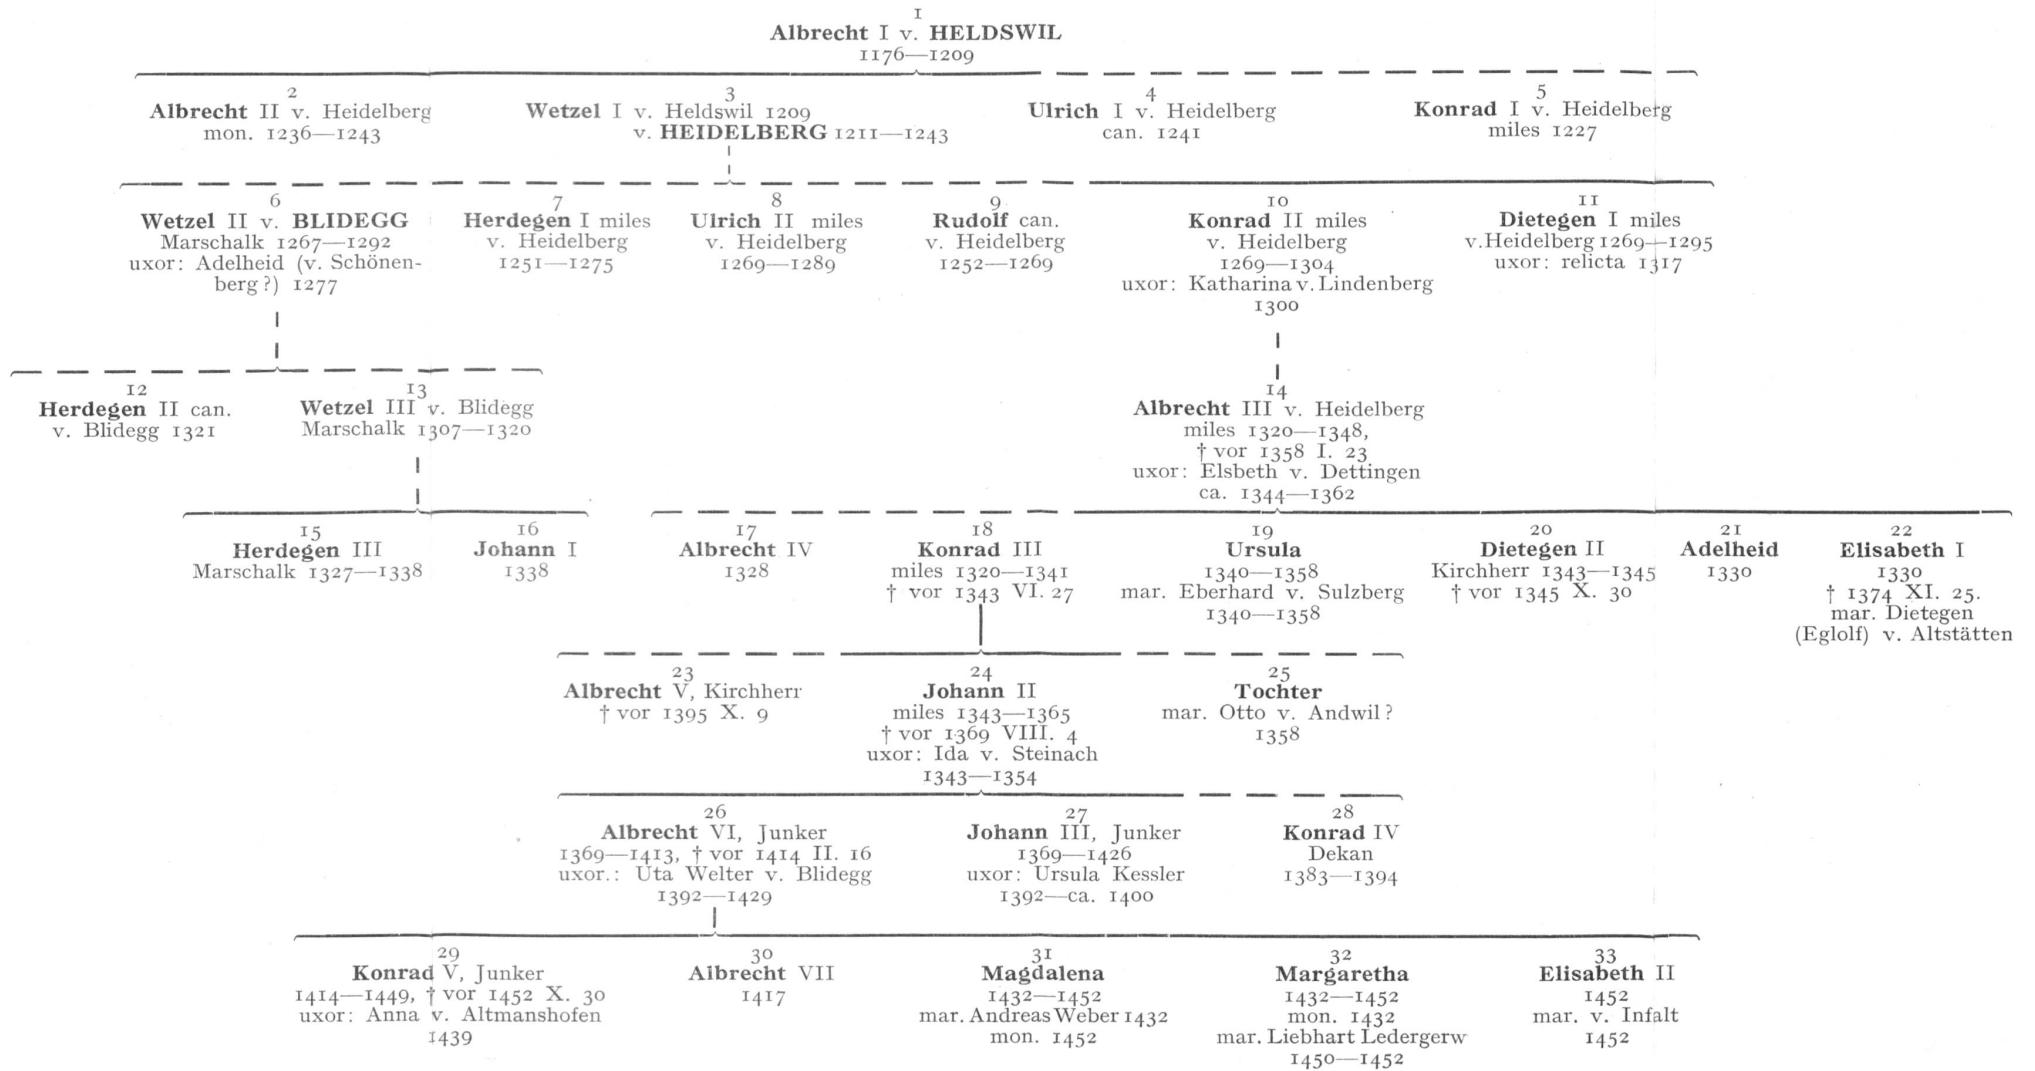 1
Albrecht I v. HELDSWIL
1176—1209
2
Albrecht II v. Heidelberg
mon. 1236—1243
3
Wetzel I v. Heldswil 1209
v. HEIDELBERG 1211—1243
4
Ulrich I v. Heidelberg
can. 1241
5
Konrad I v. Heidelberg
miles 1227
6
Wetzel II v. BLIDEGG
Marschalk 1267—1292
uxor: Adelheid (v. Schönen-
berg?) 1277
7
Herdegen I miles
v. Heidelberg
1251—1275
8
Ulrich II miles
v. Heidelberg
1269—1289
9
Rudolf can.
v. Heidelberg
1252—1269
10
Konrad II miles
v. Heidelberg
1269—1304
uxor: Katharina v. Lindenberg
1300
11
Dietegen I miles
v. Heidelberg 1269—1295
uxor: relicta 1317
12
Herdegen II can.
v. Blidegg 1321
13
Wetzel III v. Blidegg
Marschalk 1307—1320
14
Albrecht III v. Heidelberg
miles 1320—1348,
† vor 1358 I. 23
uxor: Elsbeth v. Dettingen
ca. 1344—1362
15
Herdegen III
Marschalk 1327—1338
16
Johann I
1338
17
Albrecht IV
1328
18
Konrad III
miles 1320—1341
† vor 1343 VI. 27
19
Ursula
1340—1358
mar. Eberhard v. Sulzberg
1340—1358
20
Dietegen II
Kirchherr 1343—1345
† vor 1345 X. 30
21
Adelheid
1330
22
Elisabeth I
1330
† 1374 XI. 25.
mar. Dietegen
(Eglolf) v. Altstätten
23
Albrecht V, Kirchherr
† vor 1395 X. 9
24
Johann II
miles 1343—1365
† vor 1369 VIII. 4
uxor: Ida v. Steinach
1343—1354
25
Tochter
mar. Otto v. Andwil?
1358
26
Albrecht VI, Junker
1369—1413, † vor 1414 II. 16
uxor.: Uta Welter v. Blidegg
1392—1429
27
Johann III, Junker
1369—1426
uxor: Ursula Kessler
1392—ca. 1400
28
Konrad IV
Dekan
1383—1394
29
Konrad V, Junker
1414—1449, † vor 1452 X. 30
uxor: Anna v. Altmanshofen
1439
30
Albrecht VII
1417
31
Magdalena
1432—1452
mar. Andreas Weber 1432
mon. 1452
32
Margaretha
1432—1452
mon. 1432
mar. Liebhart Ledergerw
1450—1452
33
Elisabeth II
1452
mar. v. Infalt
1452